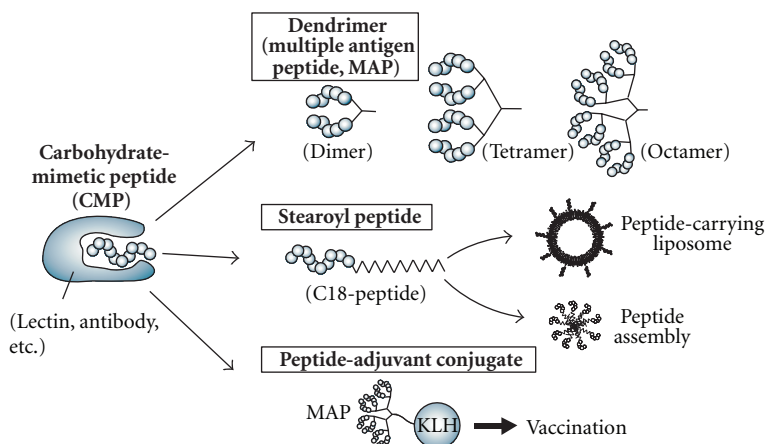 Dendrimer
(multiple antigen
peptide, MAP)
(Dimer)
(Tetramer)
(Octamer)
Carbohydrate-
mimetic peptide
(CMP)
(Lectin, antibody,
etc.)
Stearoyl peptide
(C18-peptide)
Peptide-carrying
liposome
Peptide
assembly
Peptide-adjuvant conjugate
MAP
KLH
Vaccination